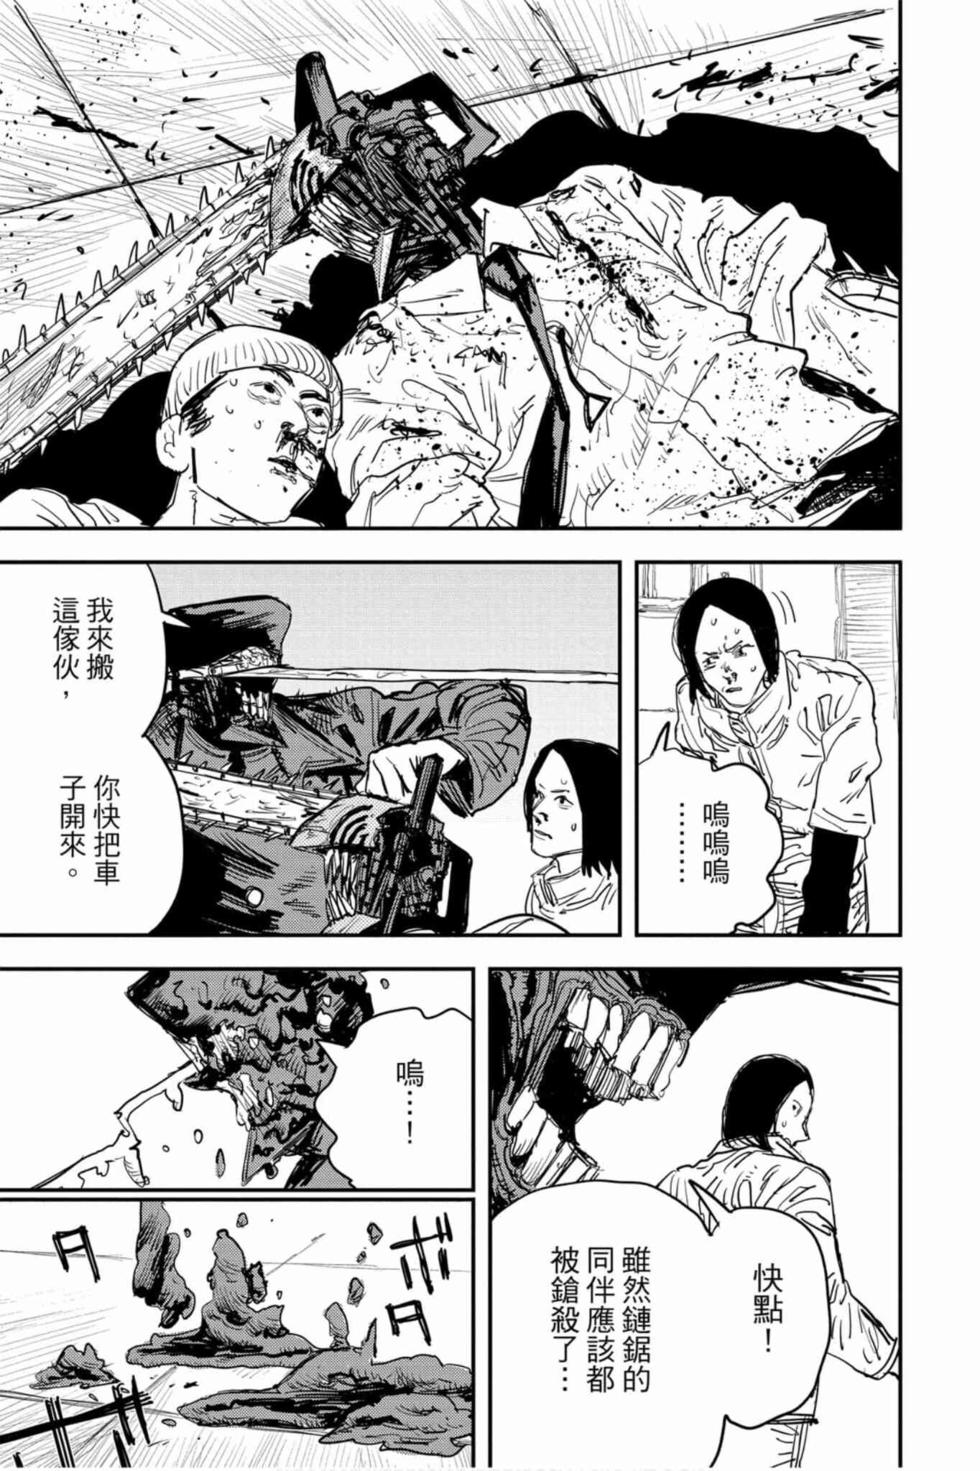 嗚嗚嗚
………
我來搬
這傢伙，
你快把車
子開來。
快點！
雖然鏈鋸的
同伴應該都
被鎗殺了…
嗚…！